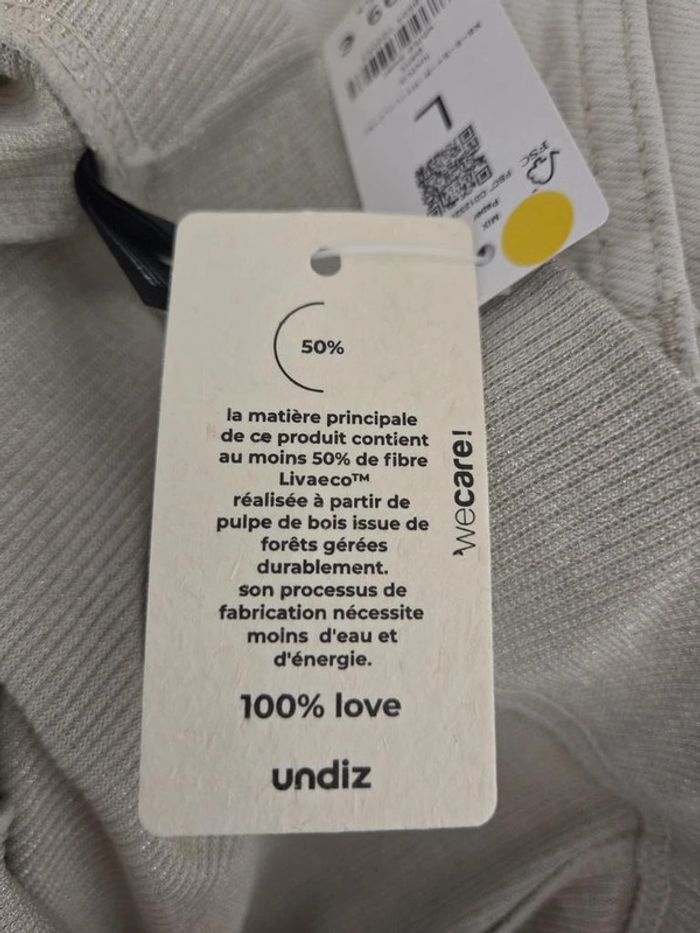 50%
la matière principale
de ce produit contient
au moins 50% de fibre
Livaeco™
réalisée à partir de
pulpe de bois issue de
forêts gérées
durablement.
son processus de
fabrication nécessite
moins d'eau et
d'énergie.
100% love
undiz
wecare!
L
FSC
MIX